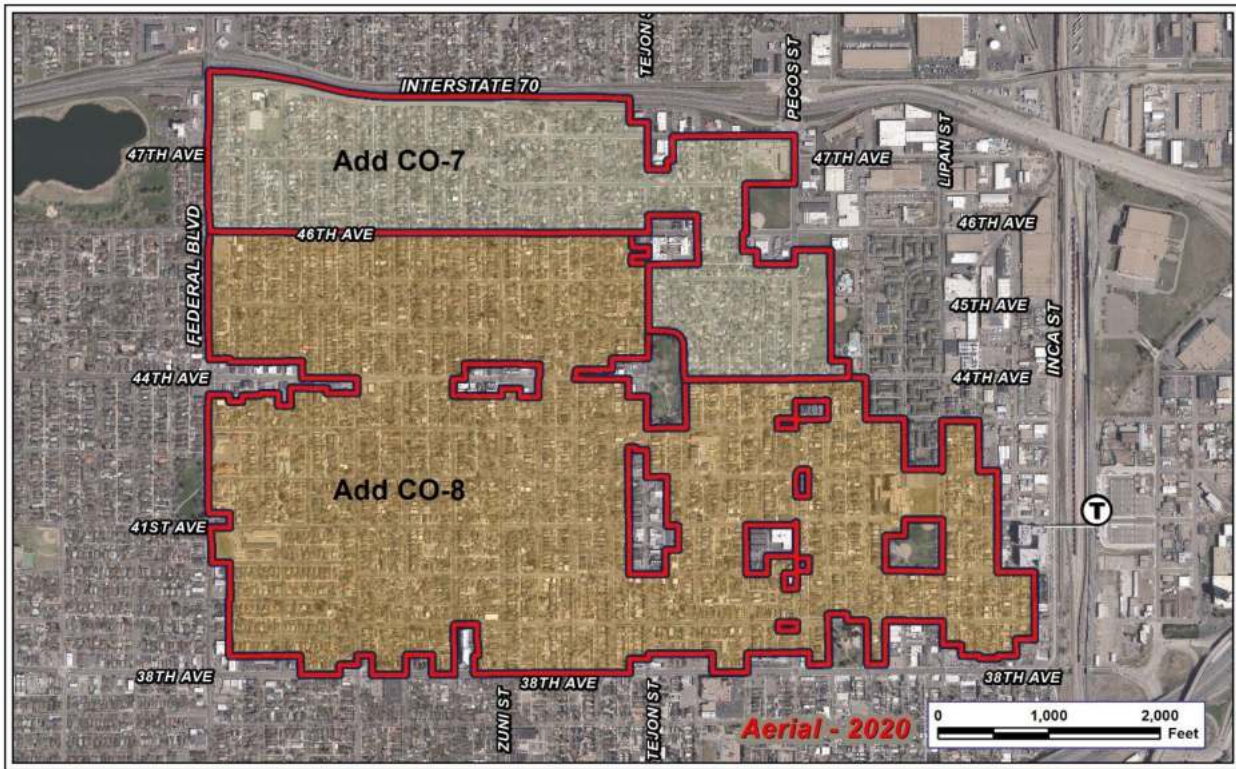 TEJON S
PECOS ST
INTERSTATE 70
LIPAN ST
47TH AVE
Add CO-7
47TH AVE
46TH AVE
46TH AVE
FEDERAL BLVD
45TH AVE
INCA ST
44TH AVE
44TH AVE
Add CO-8
T
41ST AVE
38TH AVE
38TH AVE
38TH AVE
ZUNI ST
TEJON ST
Aerial - 2020
0 1,000 2,000
Feet